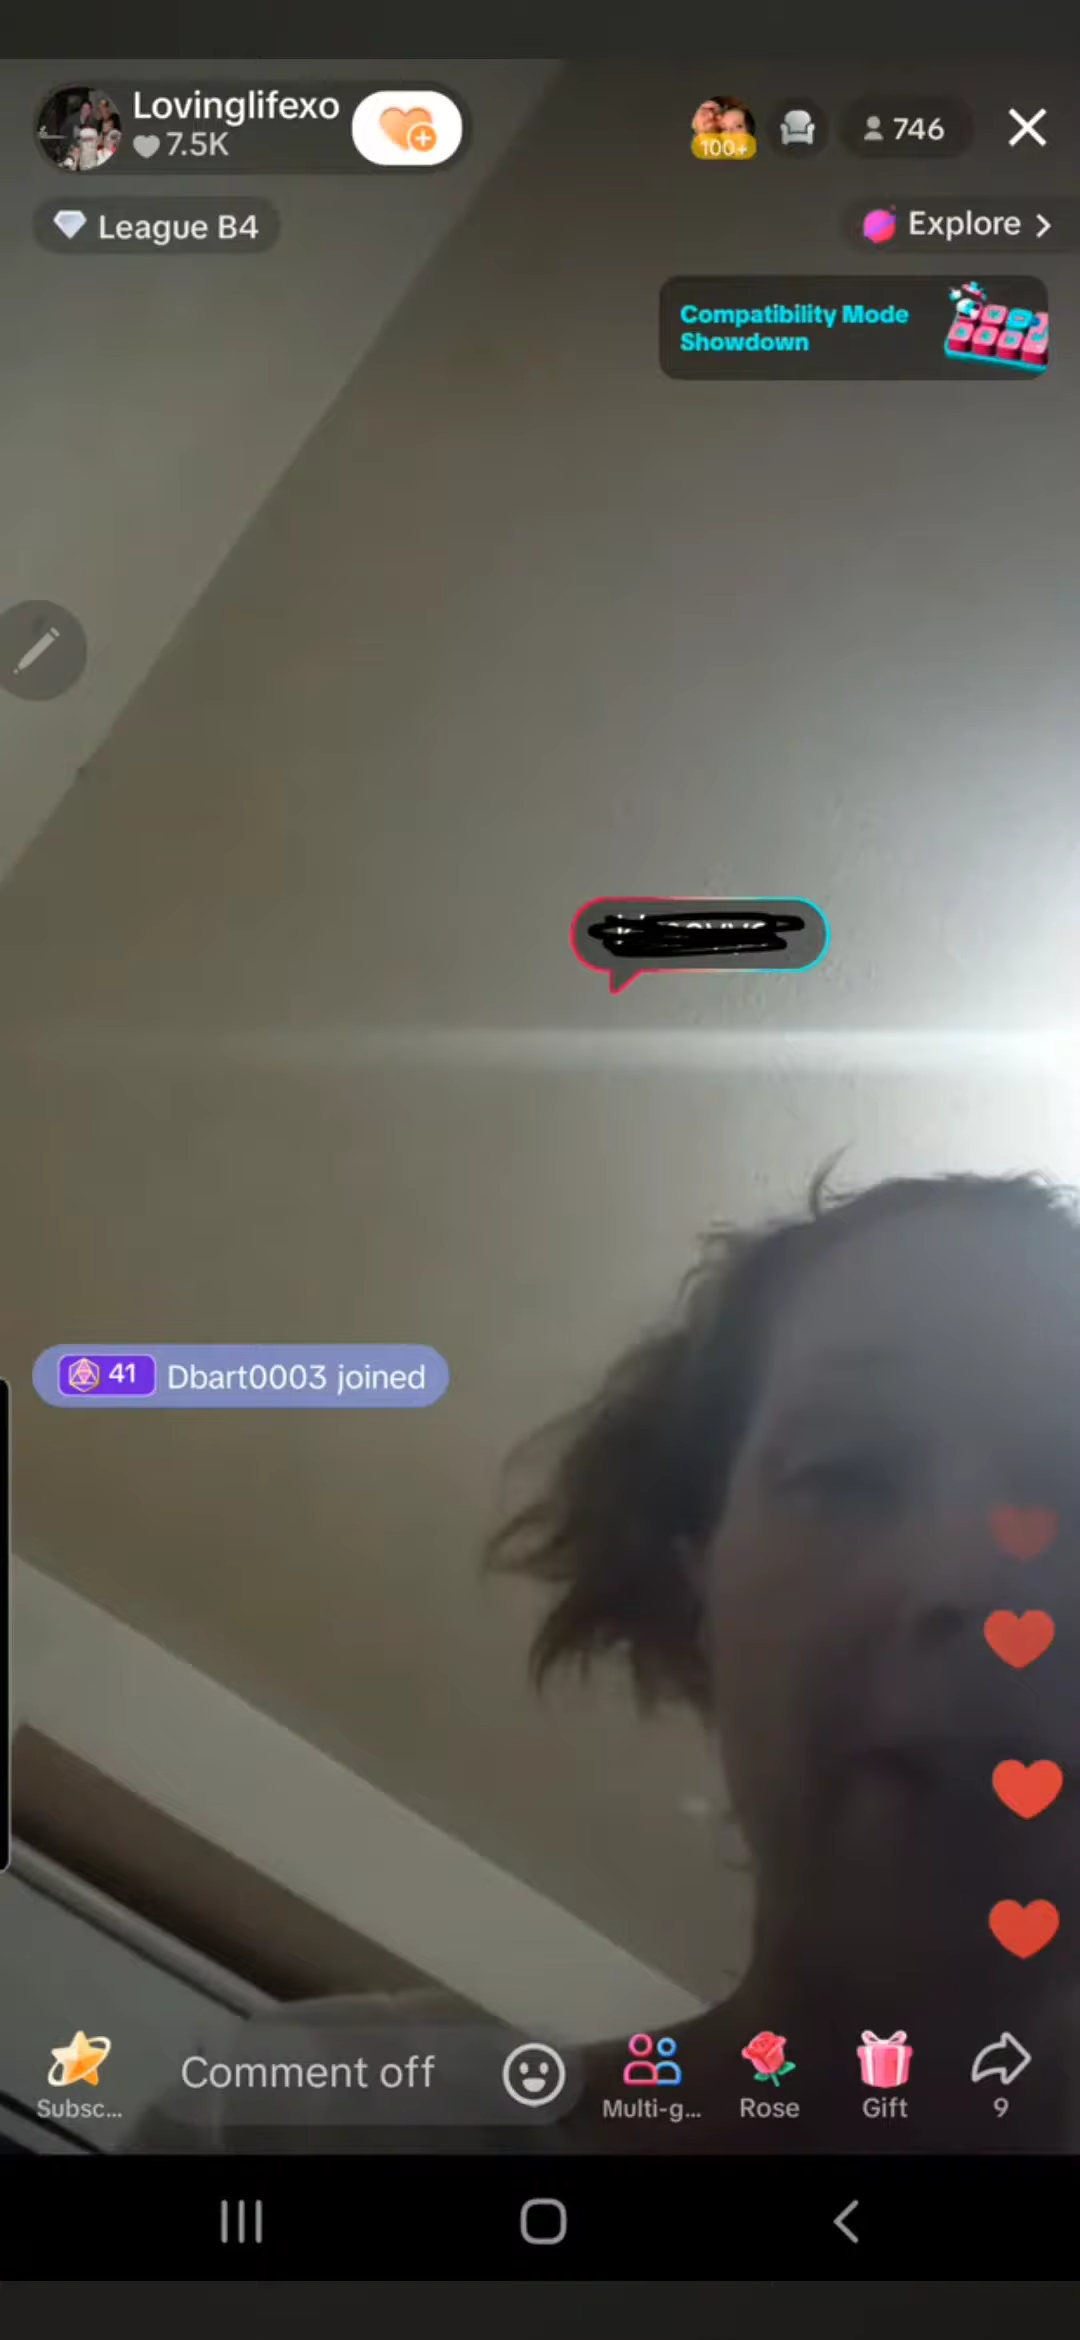 Lovinglifexo
7.5K
100+
746
League B4
Explore
Compatibility Mode
Showdown
41 Dbart0003 joined
Comment off
Subsc...
Multi-g...
Rose
Gift
9